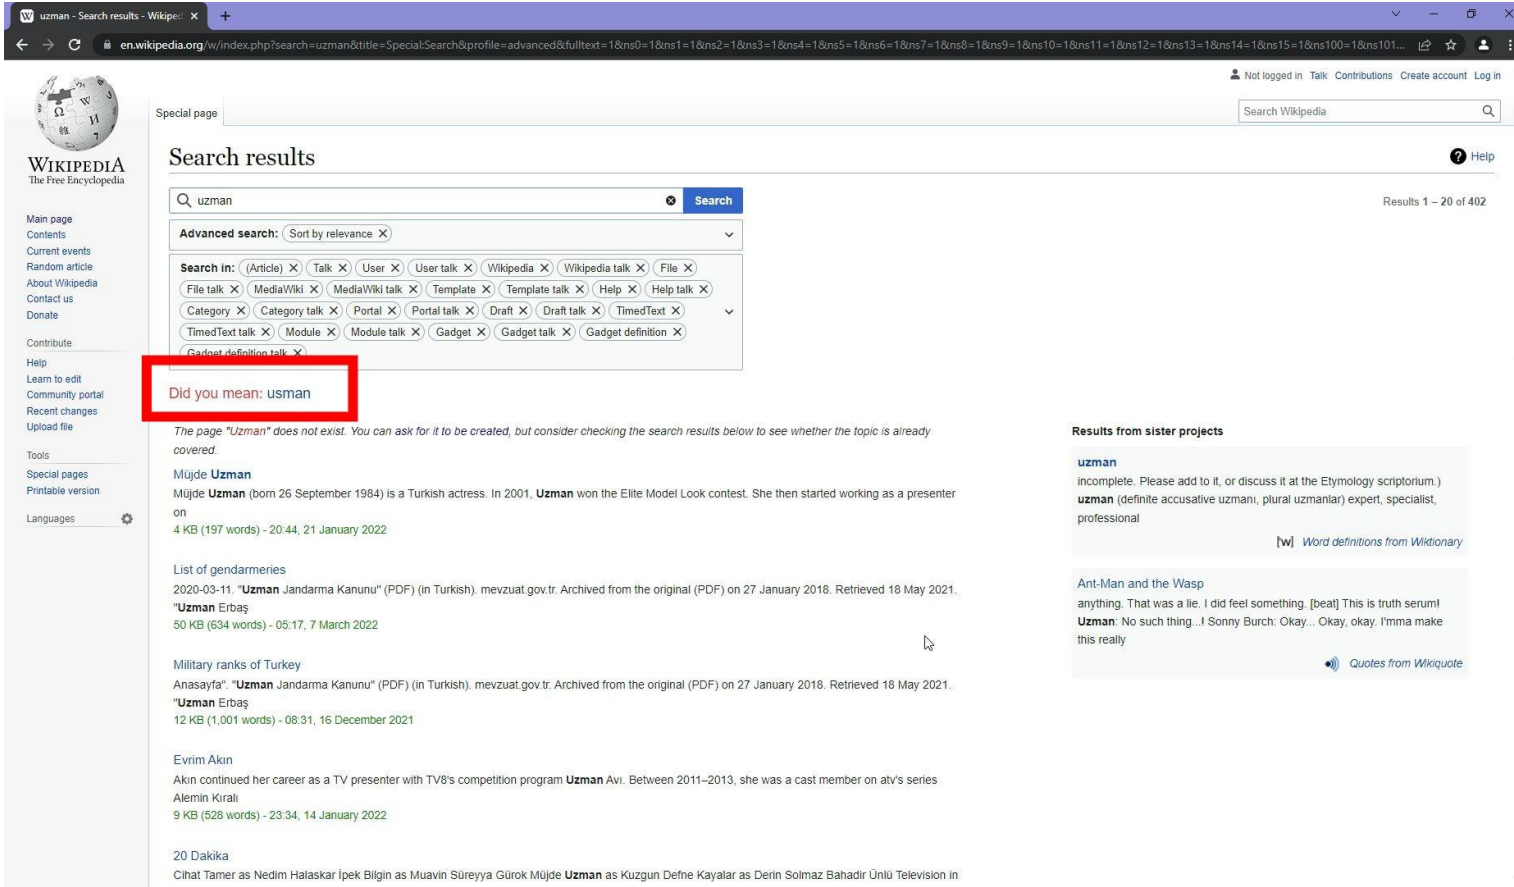 uzman - Search results - Wikiped
en.wikipedia.org/w/index.php?search=uzman&title=Special:Search&profile=advanced&fulltext=1&ns0=1&ns1=1&ns2=1&ns3=1&ns4=1&ns5=1&ns6=1&ns7=1&ns8=1&ns9=1&ns10=1&ns11=1&ns12=1&ns13=1&ns14=1&ns15=1&ns100=1&ns101...
Not logged in Talk Contributions Create account Log in
Special page
Search Wikipedia
WIKIPEDIA
The Free Encyclopedia
Main page
Contents
Current events
Random article
About Wikipedia
Contact us
Donate
Contribute
Help
Learn to edit
Community portal
Recent changes
Upload file
Tools
Special pages
Printable version
Languages
Search results
Help
uzman
Search
Results 1 – 20 of 402
Advanced search: Sort by relevance
Search in: (Article) Talk User User talk Wikipedia Wikipedia talk File
File talk MediaWiki MediaWiki talk Template Template talk Help Help talk
Category Category talk Portal Portal talk Draft Draft talk TimedText
TimedText talk Module Module talk Gadget Gadget talk Gadget definition
Gadget definition talk
Did you mean: usman
The page "Uzman" does not exist. You can ask for it to be created, but consider checking the search results below to see whether the topic is already
covered.
Müjde Uzman
Müjde Uzman (born 26 September 1984) is a Turkish actress. In 2001, Uzman won the Elite Model Look contest. She then started working as a presenter
on
4 KB (197 words) - 20:44, 21 January 2022
List of gendarmeries
2020-03-11. "Uzman Jandarma Kanunu" (PDF) (in Turkish). mevzuat.gov.tr. Archived from the original (PDF) on 27 January 2018. Retrieved 18 May 2021.
"Uzman Erbaş
50 KB (634 words) - 05:17, 7 March 2022
Military ranks of Turkey
Anasayfa". "Uzman Jandarma Kanunu" (PDF) (in Turkish). mevzuat.gov.tr. Archived from the original (PDF) on 27 January 2018. Retrieved 18 May 2021.
"Uzman Erbaş
12 KB (1,001 words) - 08:31, 16 December 2021
Evrim Akın
Akın continued her career as a TV presenter with TV8's competition program Uzman Avı. Between 2011–2013, she was a cast member on atv's series
Alemin Kıralı
9 KB (528 words) - 23:34, 14 January 2022
20 Dakika
Cihat Tamer as Nedim Halaskar İpek Bilgin as Muavin Süreyya Gürok Müjde Uzman as Kuzgun Defne Kayalar as Derin Solmaz Bahadir Ünlü Television in
Results from sister projects
uzman
incomplete. Please add to it, or discuss it at the Etymology scriptorium.)
uzman (definite accusative uzmanı, plural uzmanlar) expert, specialist,
professional
[w] Word definitions from Wiktionary
Ant-Man and the Wasp
anything. That was a lie. I did feel something. [beat] This is truth serum!
Uzman: No such thing...! Sonny Burch: Okay... Okay, okay. I'mma make
this really
Quotes from Wikiquote